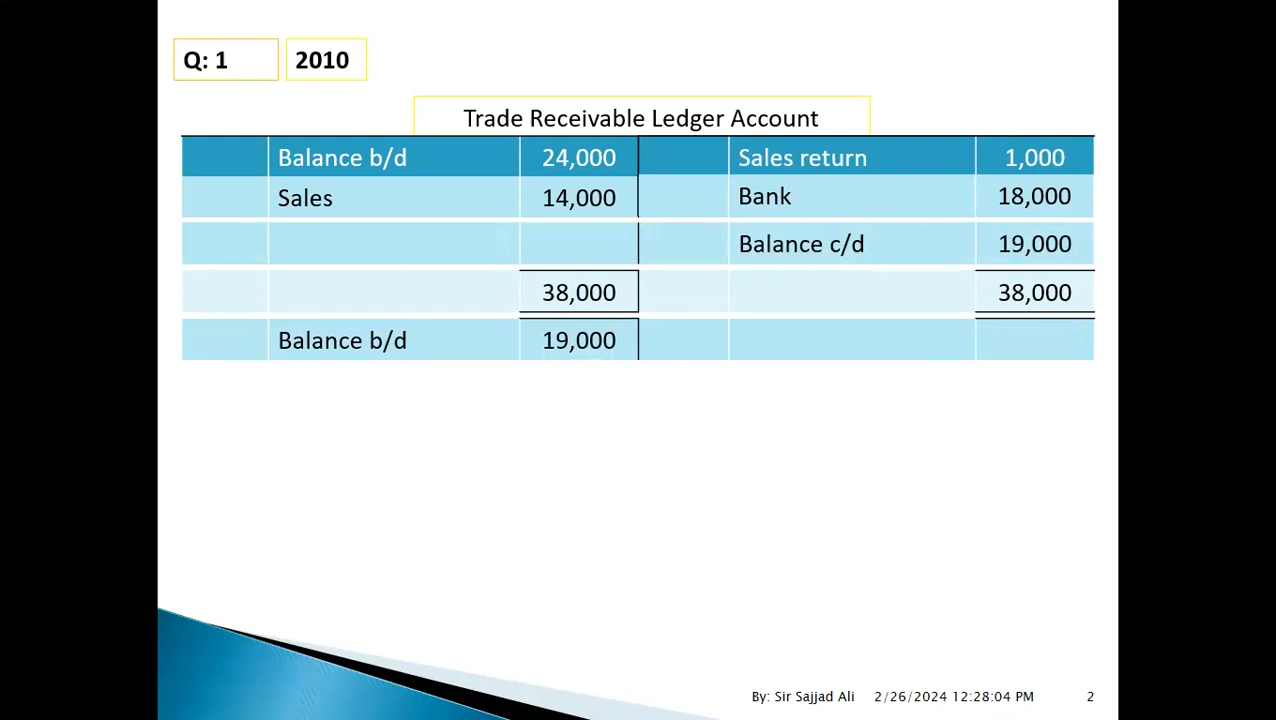 Q: 1 2010
Trade Receivable Ledger Account
Balance b/d 24,000 Sales return 1,000
Sales 14,000 Bank 18,000
Balance c/d 19,000
38,000 38,000
Balance b/d 19,000
By: Sir Sajjad Ali 2/26/2024 12:28:04 PM 2